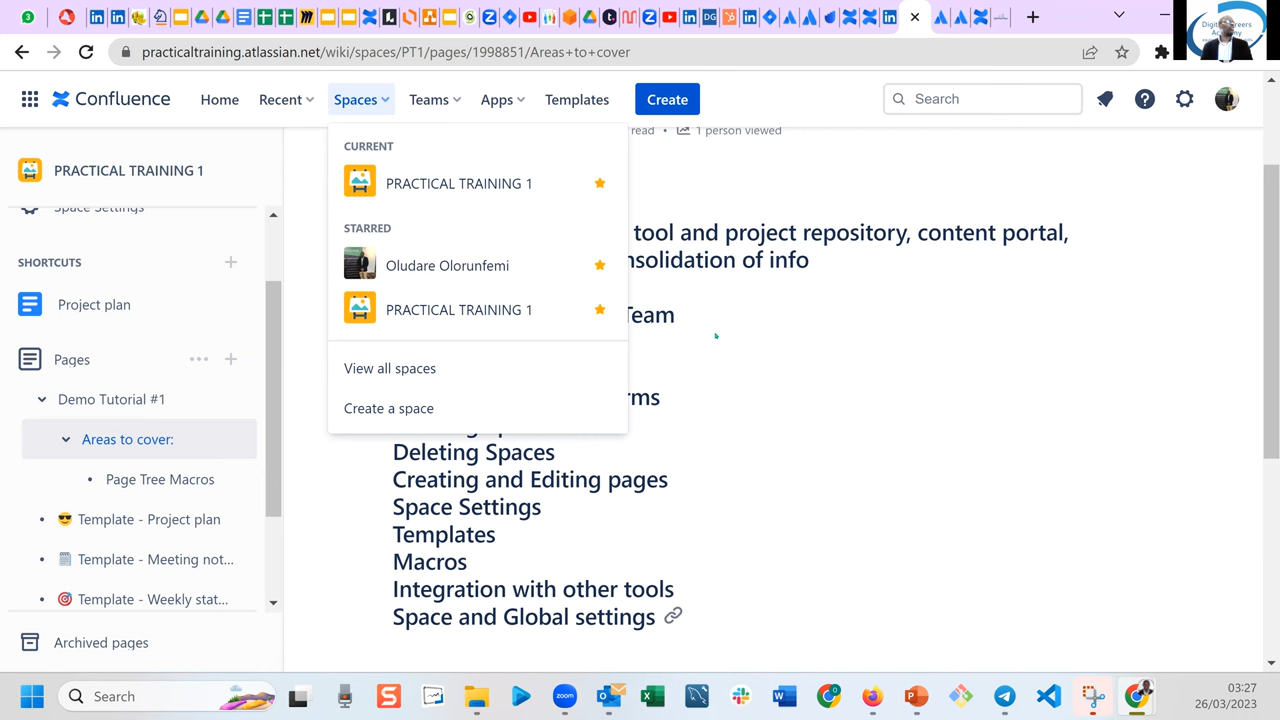 practicaltraining.atlassian.net/wiki/spaces/PT1/pages/1998851/Areas+to+cover
Confluence
Home
Recent
Spaces
Teams
Apps
Templates
Create
Search
read • 1 person viewed
PRACTICAL TRAINING 1
Space Settings
SHORTCUTS
Project plan
Pages
Demo Tutorial #1
Areas to cover:
Page Tree Macros
Template - Project plan
Template - Meeting not...
Template - Weekly stat...
Archived pages
CURRENT
PRACTICAL TRAINING 1
STARRED
Oludare Olorunfemi
PRACTICAL TRAINING 1
View all spaces
Create a space
tool and project repository, content portal,
nsolidation of info
Team
rms
Deleting Spaces
Creating and Editing pages
Space Settings
Templates
Macros
Integration with other tools
Space and Global settings
Search
03:27
26/03/2023